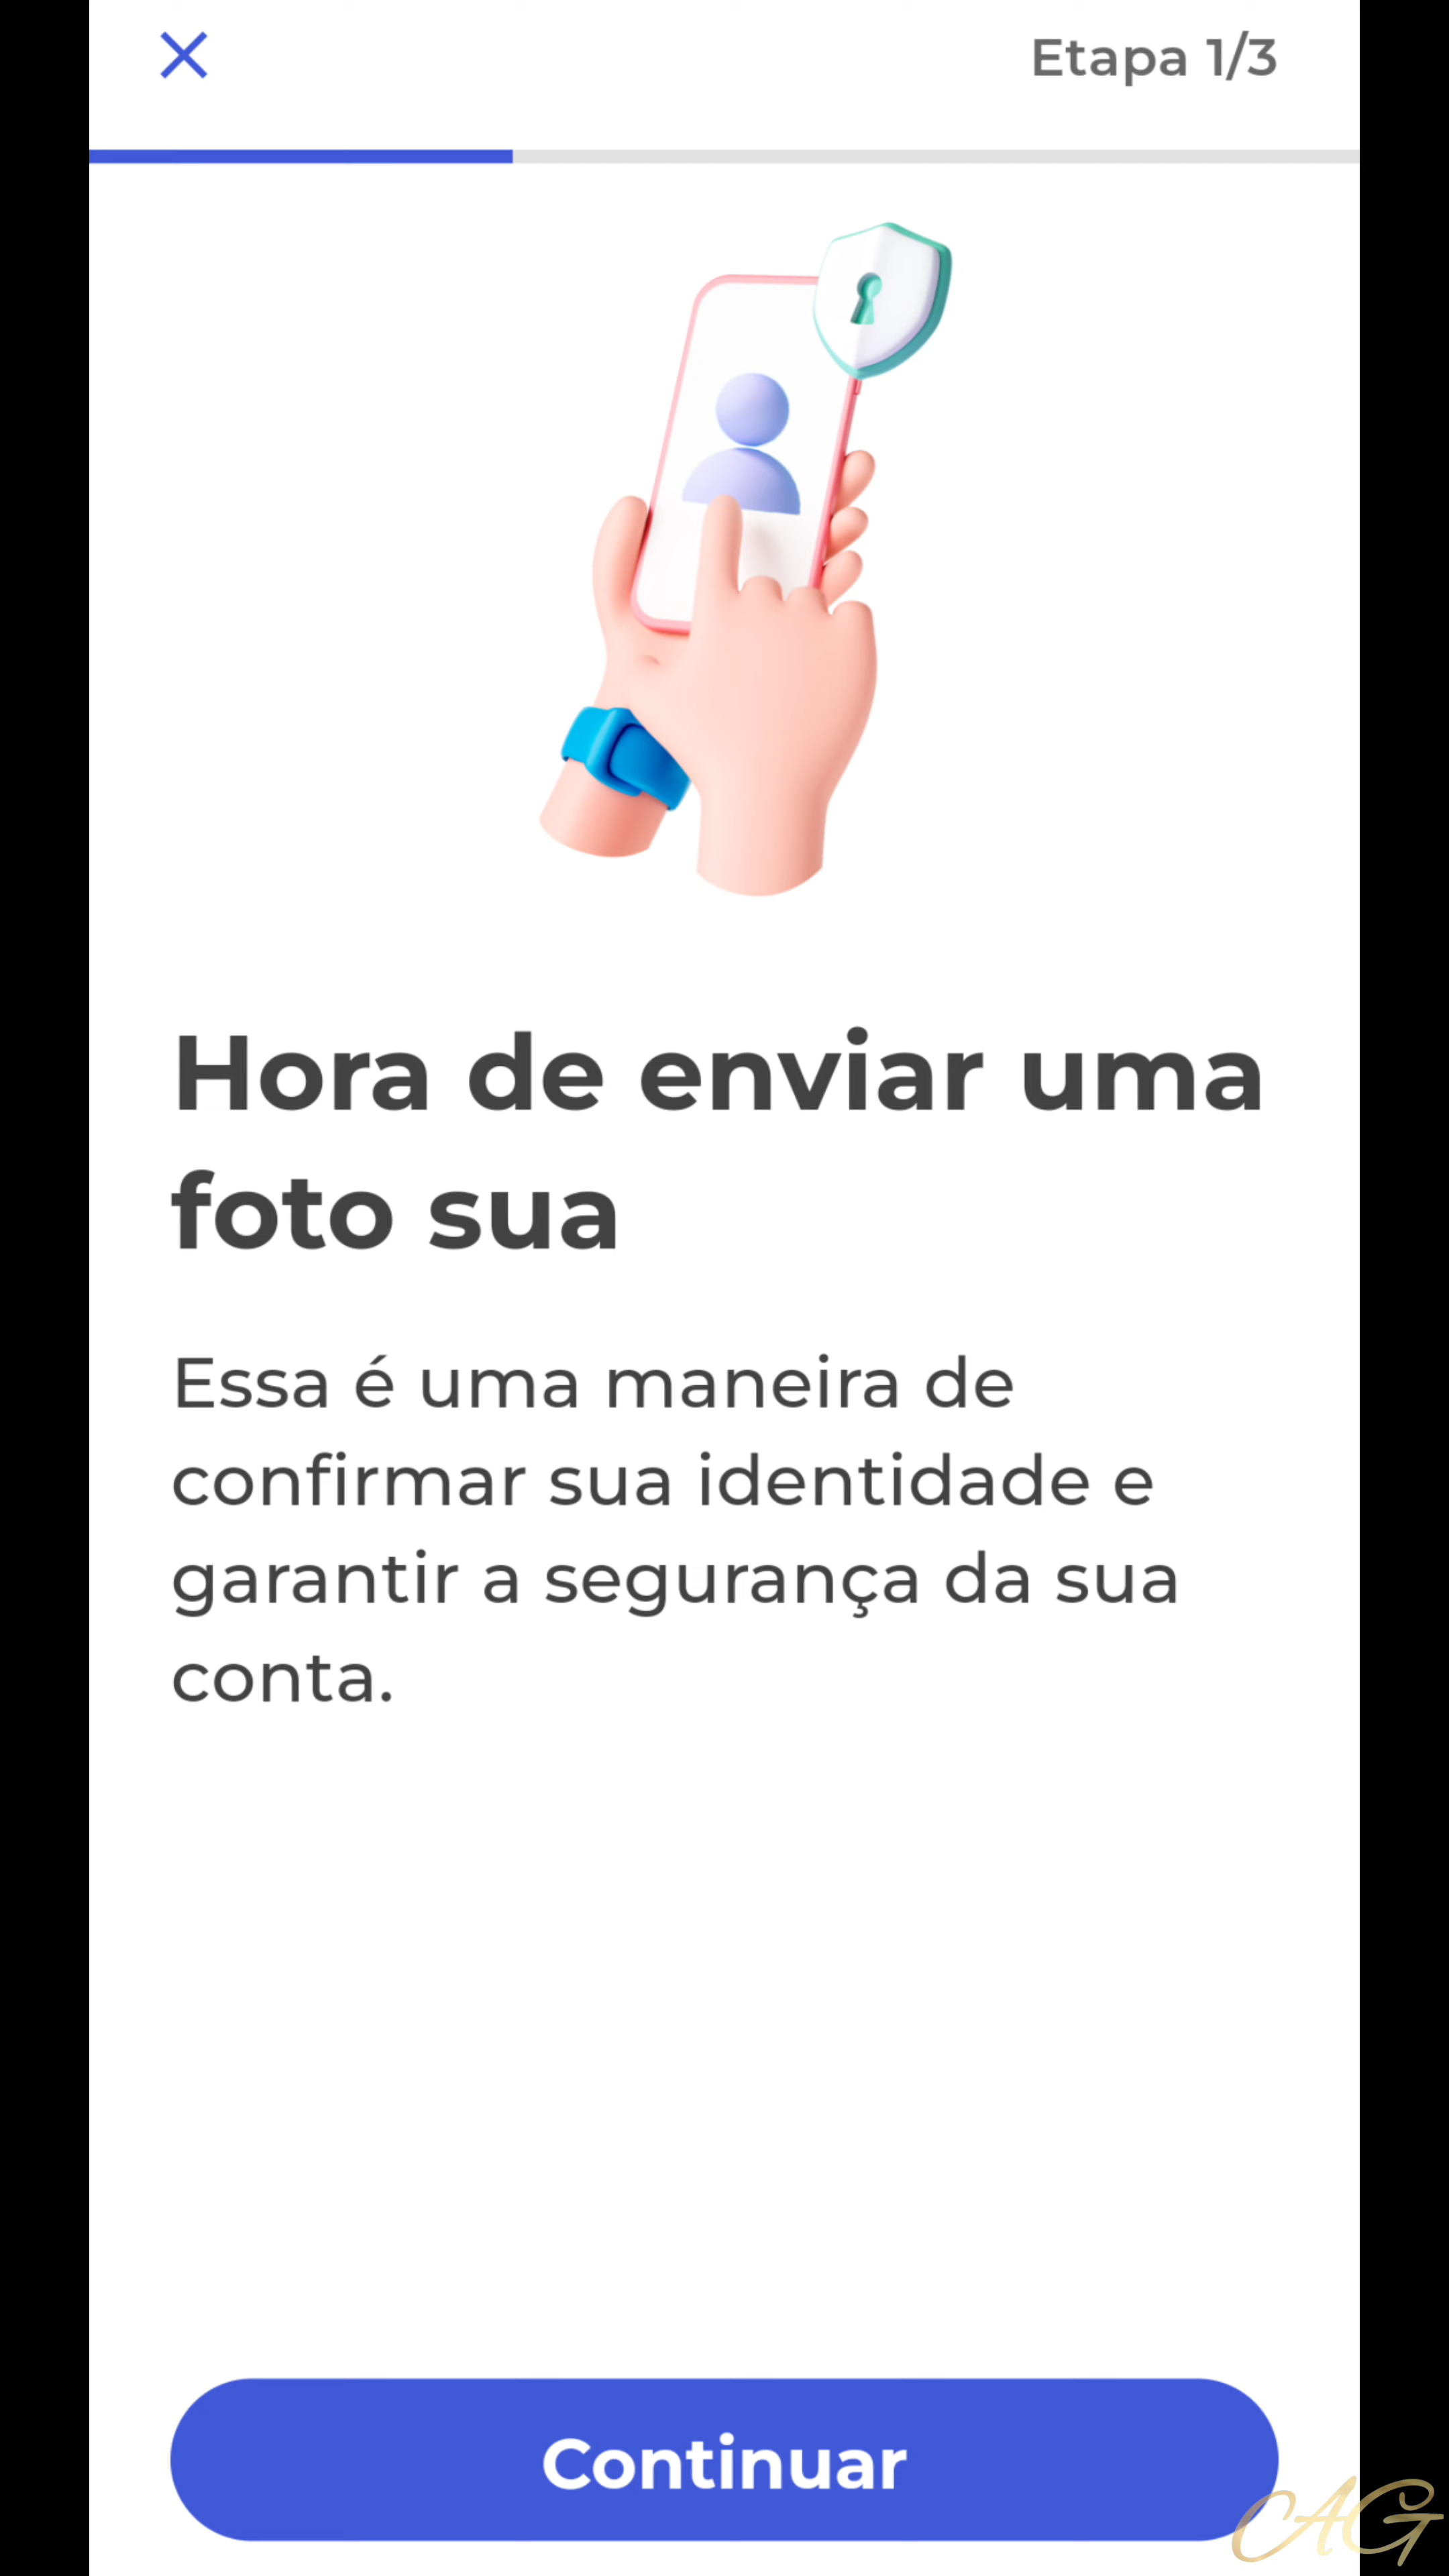 Etapa 1/3
Hora de enviar uma
foto sua
Essa é uma maneira de
confirmar sua identidade e
garantir a segurança da sua
conta.
Continuar
CAG